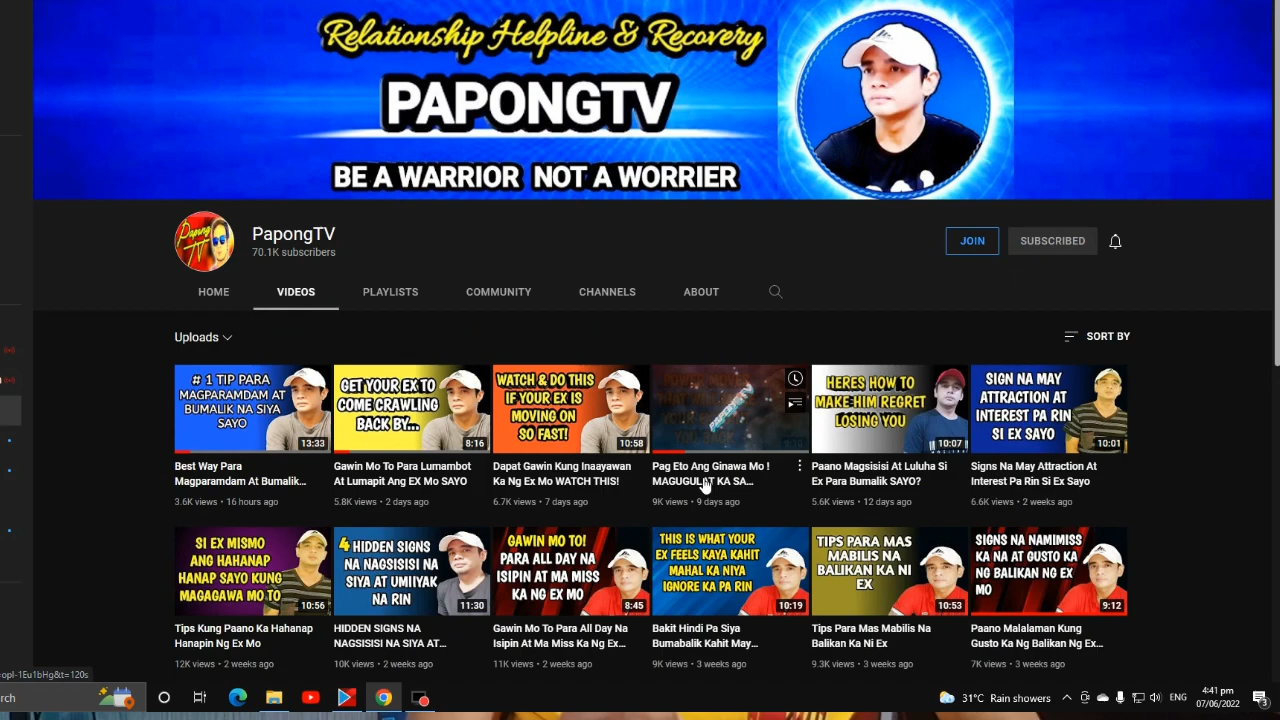 Relationship Helpline & Recovery
PAPONGTV
BE A WARRIOR NOT A WORRIER
Papong
TV
PapongTV
70.1K subscribers
JOIN
SUBSCRIBED
HOME
VIDEOS
PLAYLISTS
COMMUNITY
CHANNELS
ABOUT
Uploads
SORT BY
# 1 TIP PARA
MAGPARAMDAM AT
BUMALIK NA SIYA
SAYO
13:33
Best Way Para
Magparamdam At Bumalik...
3.6K views • 16 hours ago
GET YOUR EX TO
COME CRAWLING
BACK BY...
8:16
Gawin Mo To Para Lumambot
At Lumapit Ang EX Mo SAYO
5.8K views • 2 days ago
WATCH & DO THIS
IF YOUR EX IS
MOVING ON
SO FAST!
10:58
Dapat Gawin Kung Inaayawan
Ka Ng Ex Mo WATCH THIS!
6.7K views • 7 days ago
Pag Eto Ang Ginawa Mo !
MAGUGULAT KA SA...
9K views • 9 days ago
HERES HOW TO
MAKE HIM REGRET
LOSING YOU
10:07
Paano Magsisisi At Luluha Si
Ex Para Bumalik SAYO?
5.6K views • 12 days ago
SIGN NA MAY
ATTRACTION AT
INTEREST PA RIN
SI EX SAYO
10:01
Signs Na May Attraction At
Interest Pa Rin Si Ex Sayo
6.6K views • 2 weeks ago
SI EX MISMO
ANG HAHANAP
HANAP SAYO KUNG
MAGAGAWA MO TO
10:56
Tips Kung Paano Ka Hahanap
Hanapin Ng Ex Mo
12K views • 2 weeks ago
4 HIDDEN SIGNS
NA NAGSISISI NA
SIYA AT UMIIYAK
NA RIN
11:30
HIDDEN SIGNS NA
NAGSISISI NA SIYA AT...
10K views • 2 weeks ago
GAWIN MO TO!
PARA ALL DAY NA
ISIPIN AT MA MISS
KA NG EX MO
8:45
Gawin Mo To Para All Day Na
Isipin At Ma Miss Ka Ng Ex...
11K views • 2 weeks ago
THIS IS WHAT YOUR
EX FEELS KAYA KAHIT
MAHAL KA NIYA
IGNORE KA PA RIN
10:19
Bakit Hindi Pa Siya
Bumabalik Kahit May...
9K views • 3 weeks ago
TIPS PARA MAS
MABILIS NA
BALIKAN KA NI
EX
10:53
Tips Para Mas Mabilis Na
Balikan Ka Ni Ex
9.3K views • 3 weeks ago
SIGNS NA NAMIMISS
KA NA AT GUSTO KA
NG BALIKAN NG EX
MO
9:12
Paano Malalaman Kung
Gusto Ka Ng Balikan Ng Ex...
7K views • 3 weeks ago
=opl-1Eu1bHg&t=120s
rch
31°C Rain showers
ENG
4:41 pm
07/06/2022
3